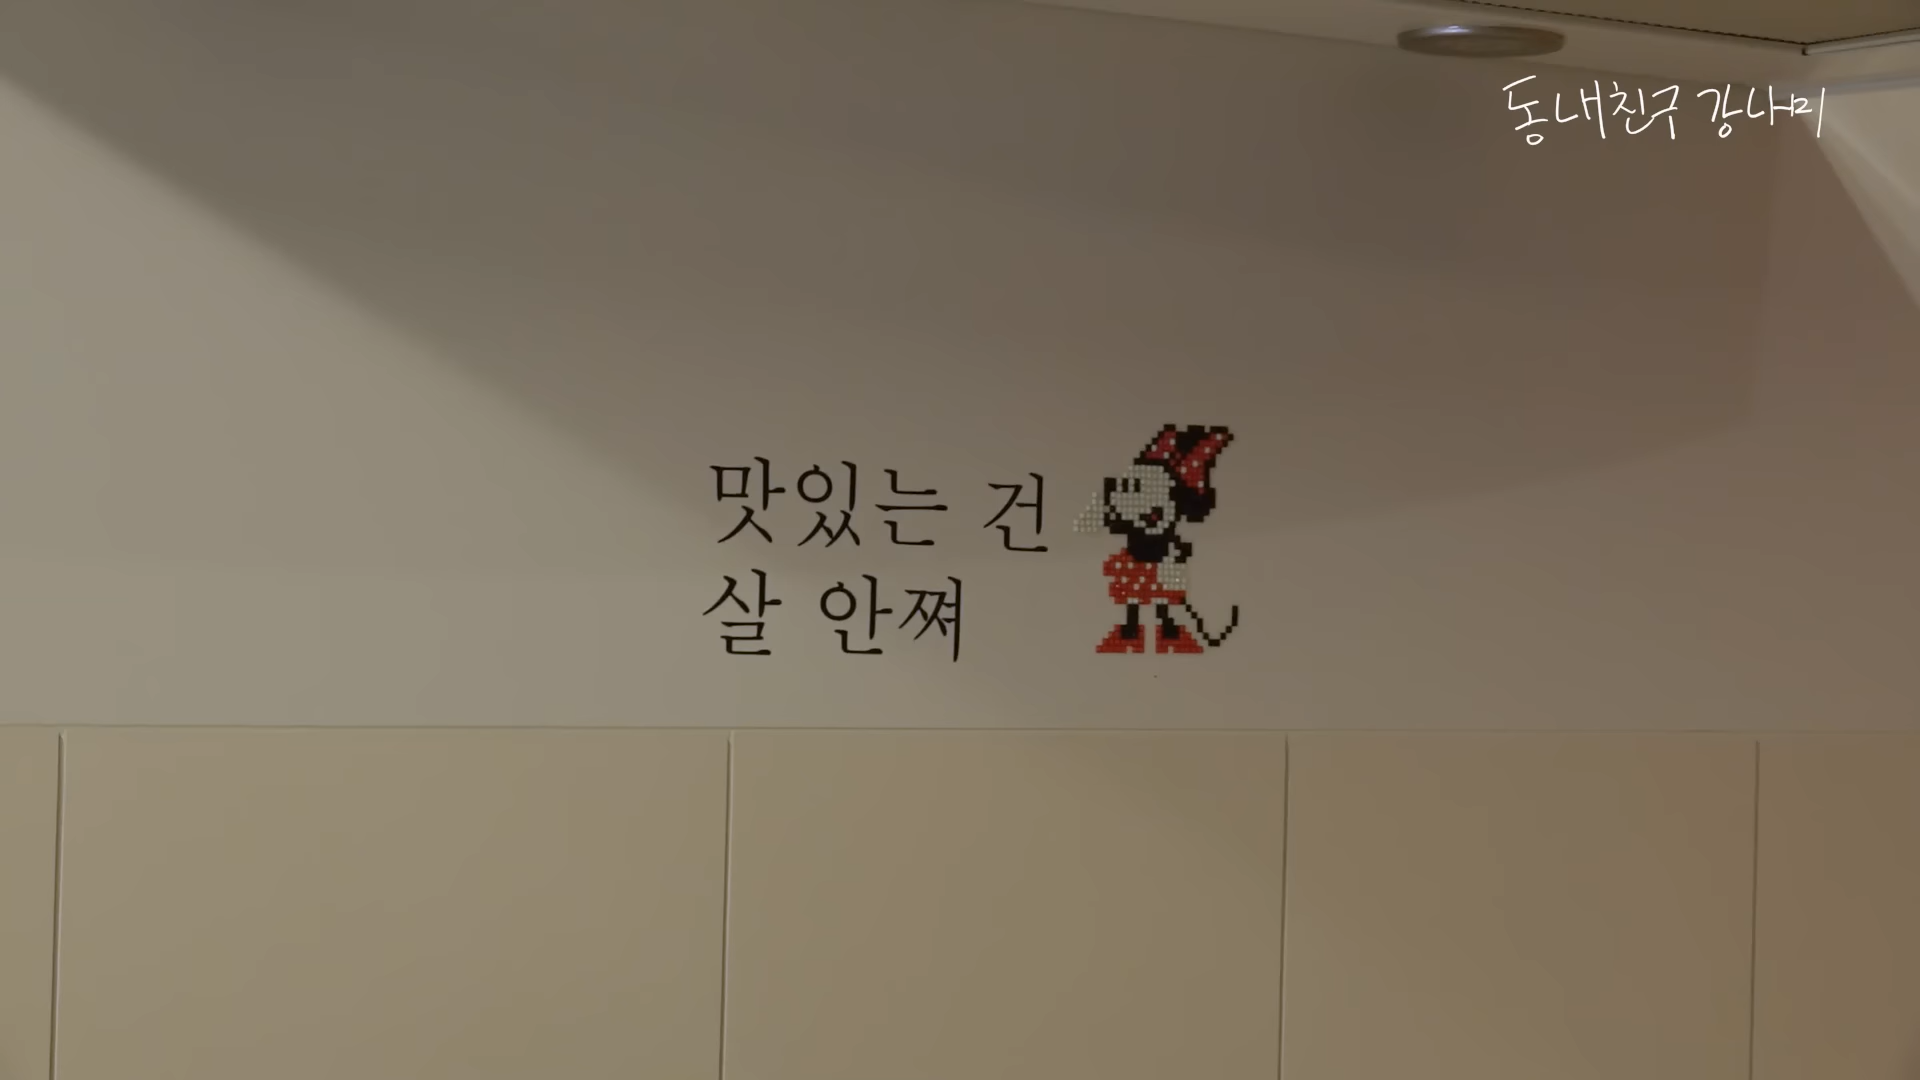 동내친구 강나미
맛있는 건
살 안쪄